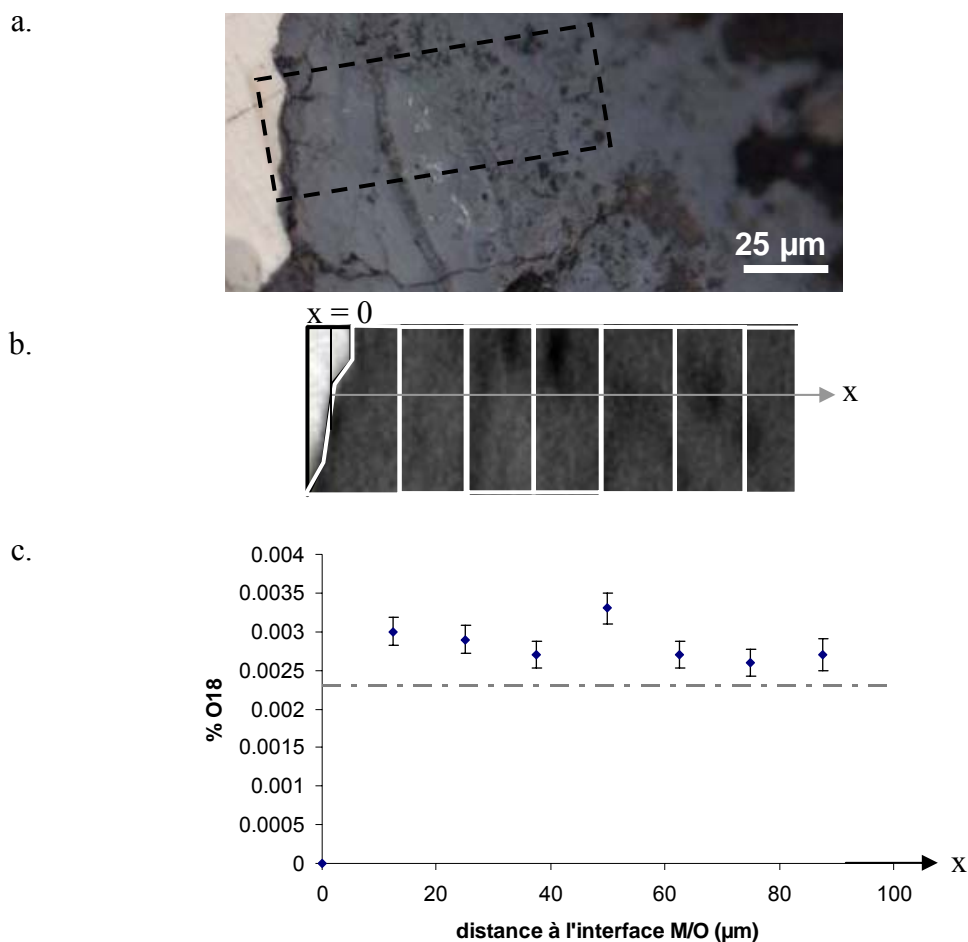 a.
25 µm
x = 0
b.
x
c.
0.004
0.0035
0.003
0.0025
0.002
0.0015
0.001
0.0005
0
% O18
x
0 20 40 60 80 100
distance à l'interface M/O (µm)